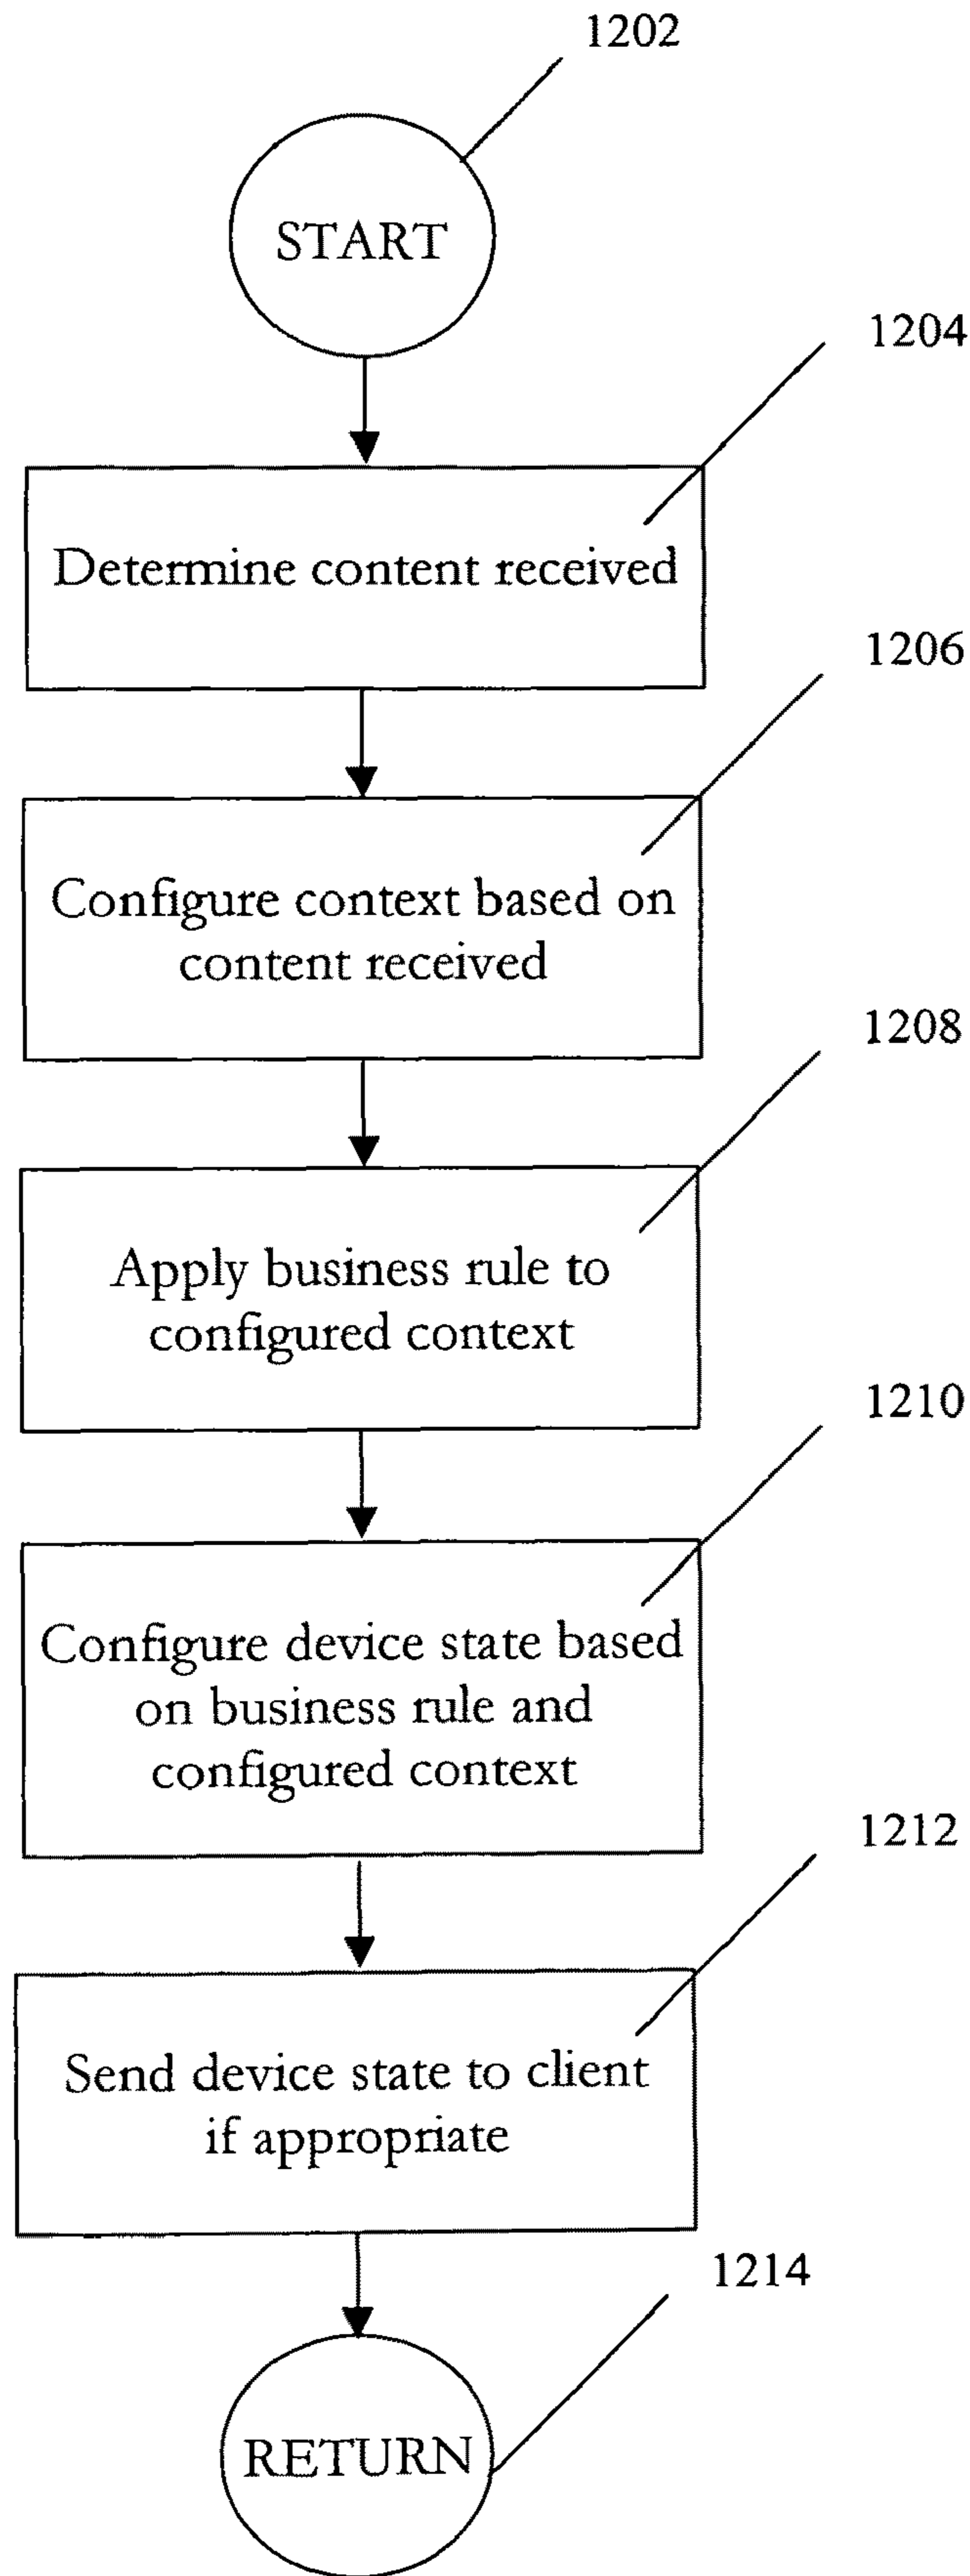 1202
START
1204
Determine content received
1206
Configure context based on
content received
1208
Apply business rule to
configured context
1210
Configure device state based
on business rule and
configured context
1212
Send device state to client
if appropriate
1214
RETURN